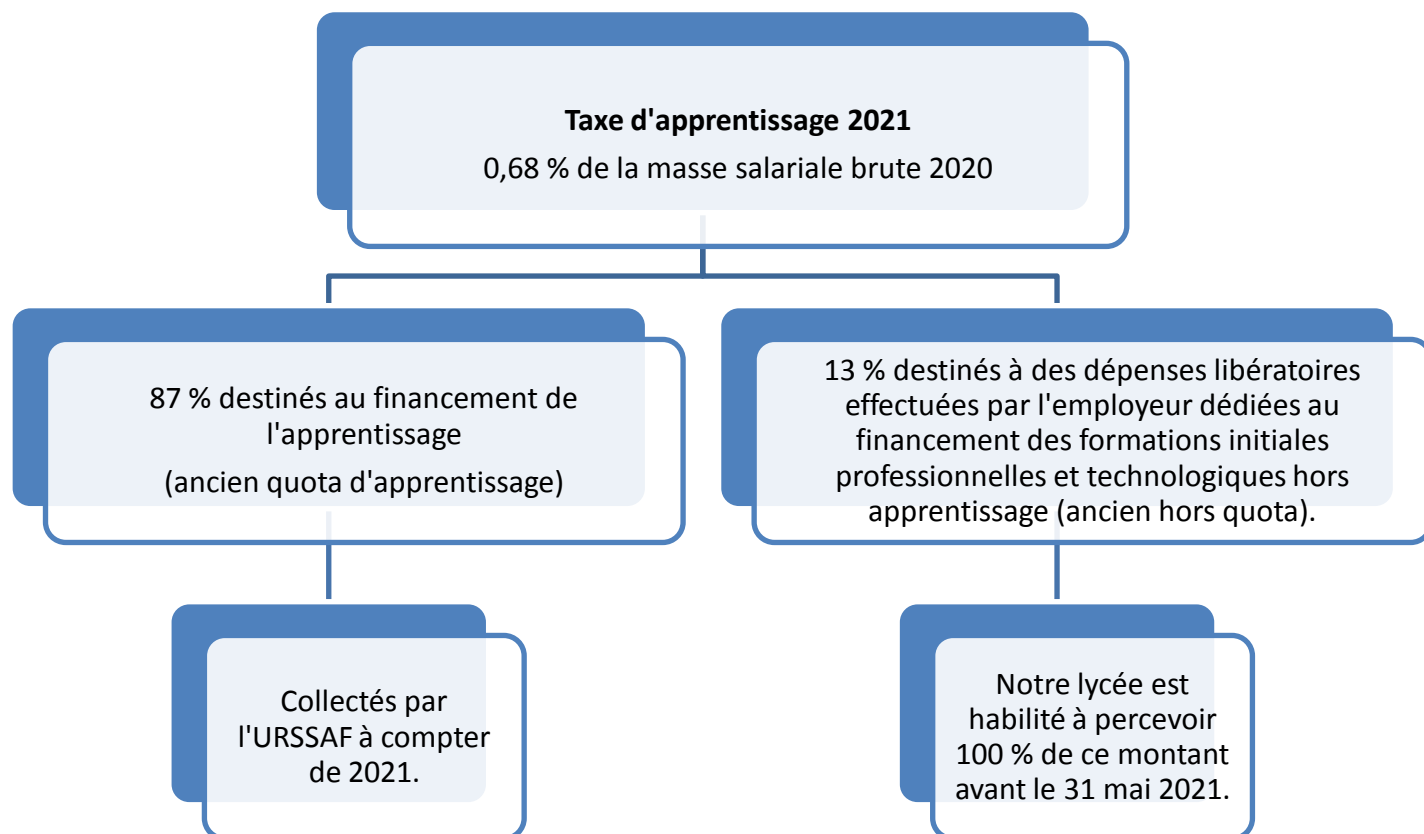 Taxe d'apprentissage 2021
0,68 % de la masse salariale brute 2020
87 % destinés au financement de
l'apprentissage
(ancien quota d'apprentissage)
13 % destinés à des dépenses libératoires
effectuées par l'employeur dédiées au
financement des formations initiales
professionnelles et technologiques hors
apprentissage (ancien hors quota).
Collectés par
l'URSSAF à compter
de 2021.
Notre lycée est
habilité à percevoir
100 % de ce montant
avant le 31 mai 2021.